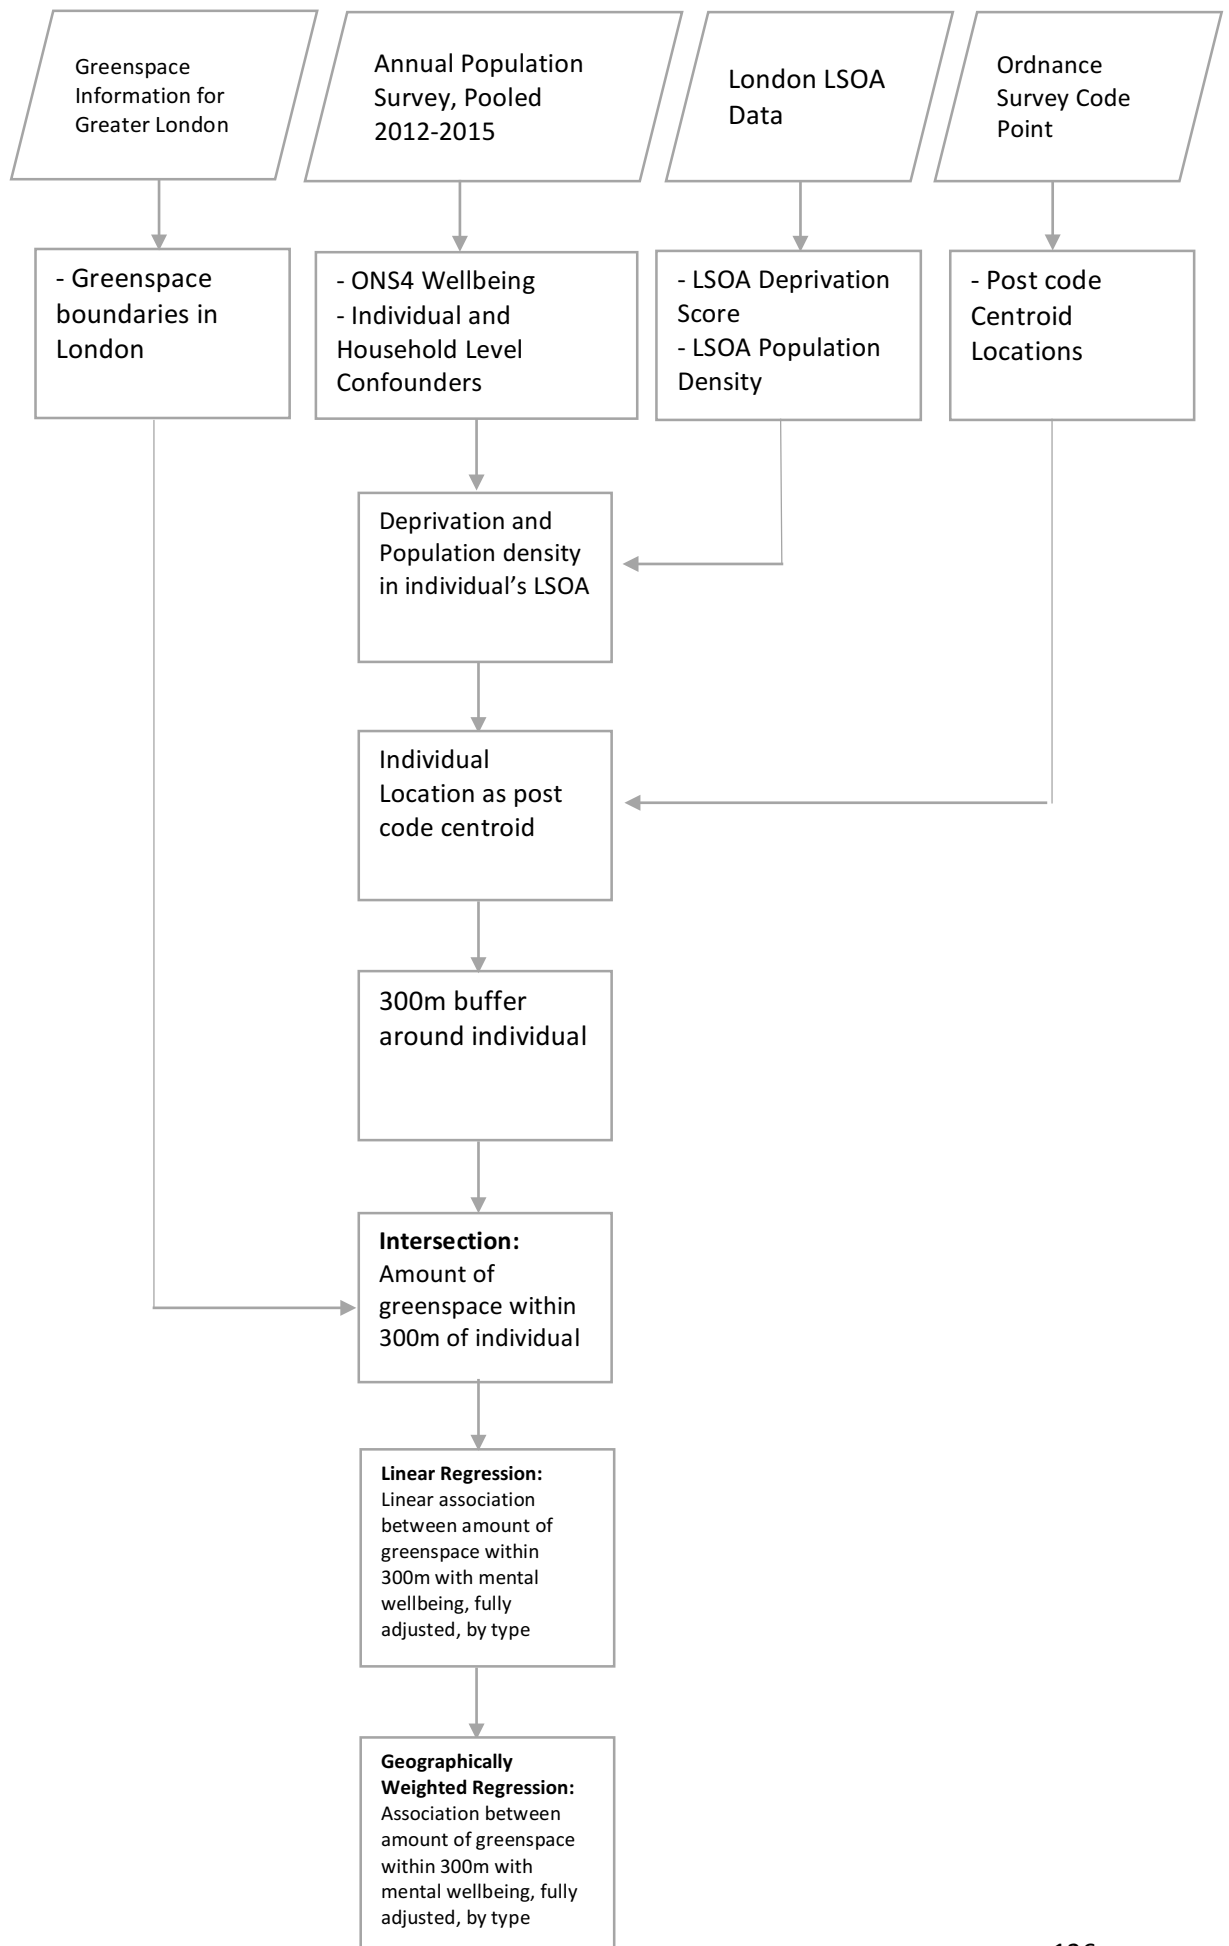 Greenspace
Information for
Greater London
Annual Population
Survey, Pooled
2012-2015
London LSOA
Data
Ordnance
Survey Code
Point
- Greenspace
boundaries in
London
- ONS4 Wellbeing
- Individual and
Household Level
Confounders
- LSOA Deprivation
Score
- LSOA Population
Density
- Post code
Centroid
Locations
Deprivation and
Population density
in individual’s LSOA
Individual
Location as post
code centroid
300m buffer
around individual
Intersection:
Amount of
greenspace within
300m of individual
Linear Regression:
Linear association
between amount of
greenspace within
300m with mental
wellbeing, fully
adjusted, by type
Geographically
Weighted Regression:
Association between
amount of greenspace
within 300m with
mental wellbeing, fully
adjusted, by type